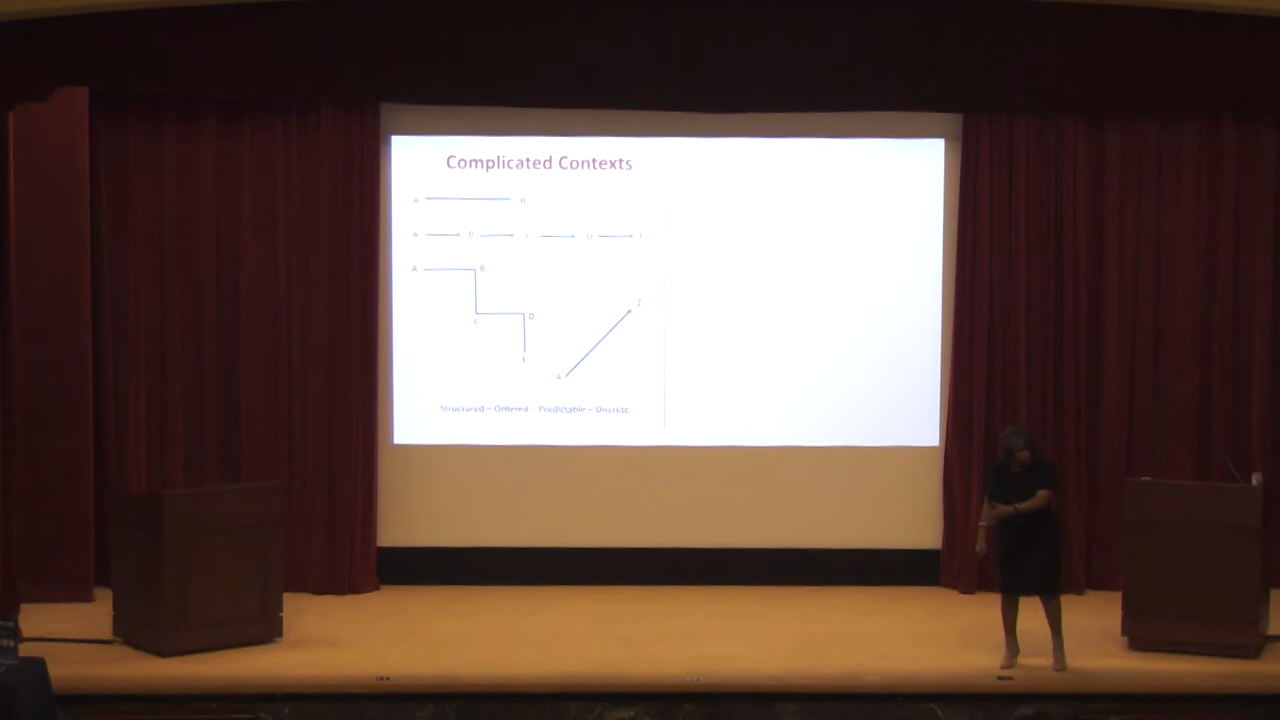 Complicated Contexts
A B
A B C D
A B
Z
C D
A
Structured – Ordered – Predictable – Discrete